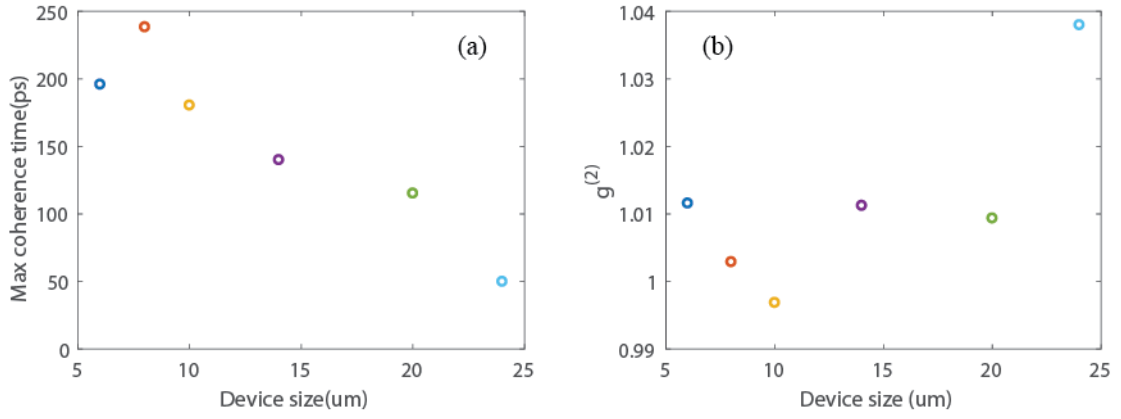 (a)
250
200
150
100
50
0
5 10 15 20 25
Max coherence time(ps)
Device size(um)
(b)
1.04
1.03
1.02
1.01
1
0.99
5 10 15 20 25
g(2)
Device size (um)